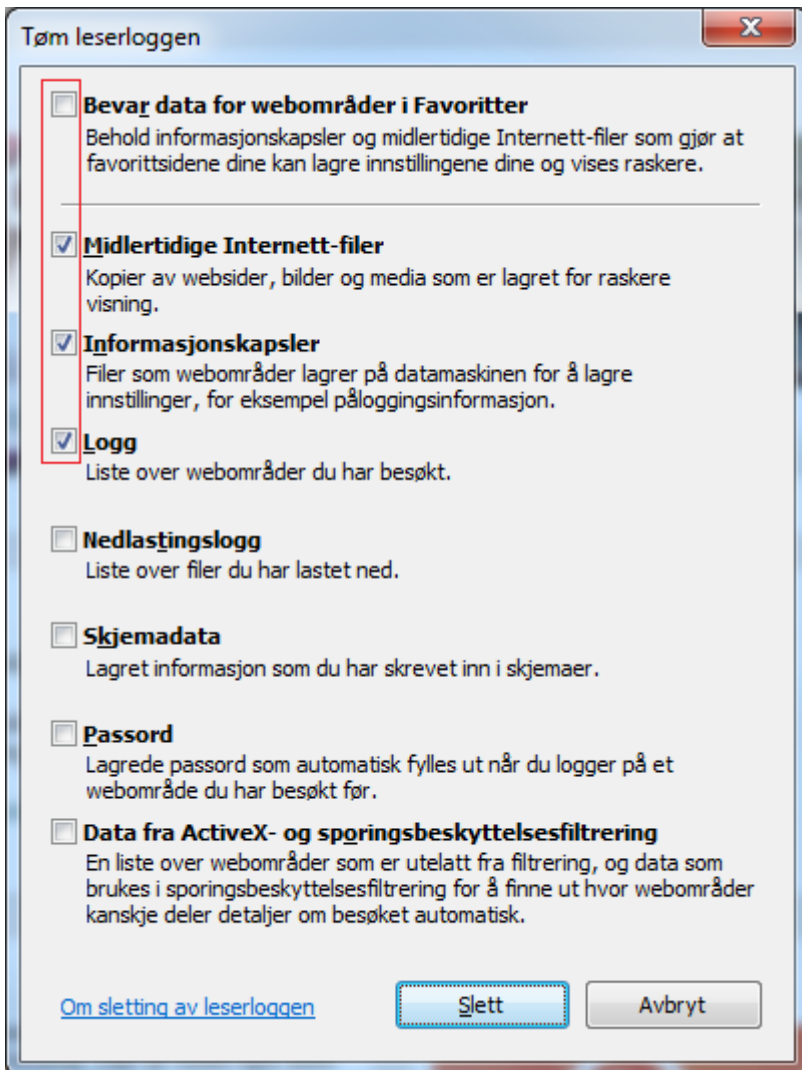 Tøm leserloggen
Bevar data for webområder i Favoritter
Behold informasjonskapsler og midlertidige Internett-filer som gjør at
favorittsidene dine kan lagre innstillingene dine og vises raskere.
Midlertidige Internett-filer
Kopier av websider, bilder og media som er lagret for raskere
visning.
Informasjonskapsler
Filer som webområder lagrer på datamaskinen for å lagre
innstillinger, for eksempel påloggingsinformasjon.
Logg
Liste over webområder du har besøkt.
Nedlastingslogg
Liste over filer du har lastet ned.
Skjemadata
Lagret informasjon som du har skrevet inn i skjemaer.
Passord
Lagrede passord som automatisk fylles ut når du logger på et
webområde du har besøkt før.
Data fra ActiveX- og sporingsbeskyttelsesfiltrering
En liste over webområder som er utelatt fra filtrering, og data som
brukes i sporingsbeskyttelsesfiltrering for å finne ut hvor webområder
kanskje deler detaljer om besøket automatisk.
Om sletting av leserloggen
Slett
Avbryt